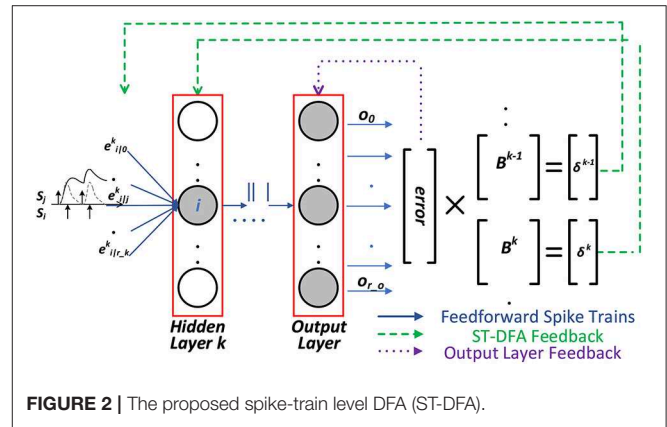 e^k_{i|0}
S_j
e^k_{i|j}
S_i
e^k_{i|r_k}
i
Hidden
Layer k
Output
Layer
o_0
o_{r_o}
error
×
B^{k-1}
=
δ^{k-1}
B^k
=
δ^k
Feedforward Spike Trains
ST-DFA Feedback
Output Layer Feedback
FIGURE 2 | The proposed spike-train level DFA (ST-DFA).